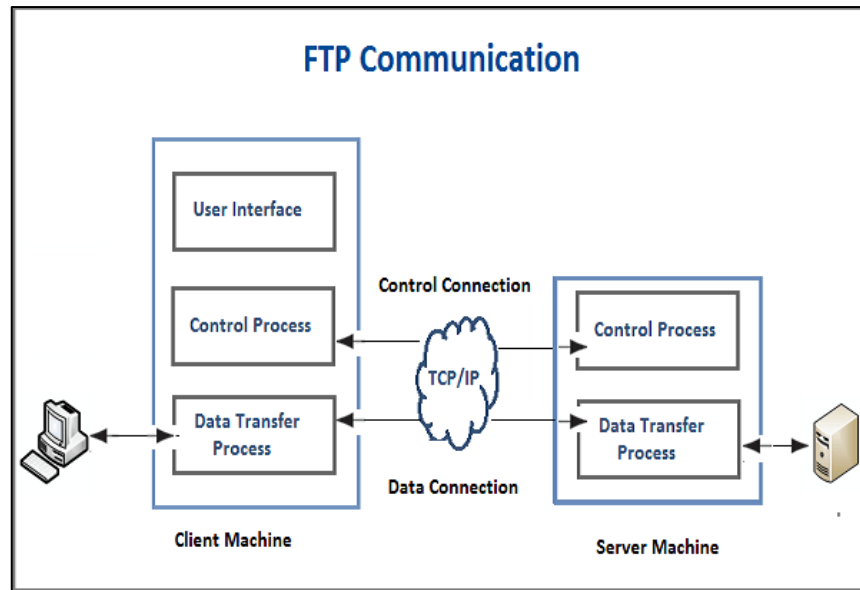 FTP Communication
User Interface
Control Connection
Control Process
Control Process
TCP/IP
Data Transfer
Process
Data Transfer
Process
Data Connection
Client Machine
Server Machine